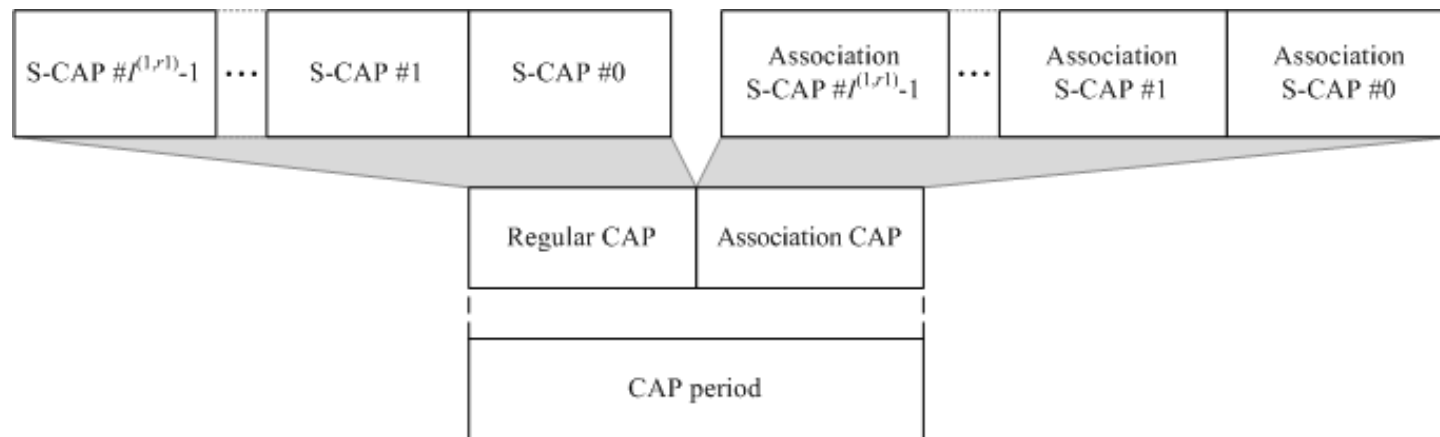 S-CAP #I^(1,r1)-1
...
S-CAP #1
S-CAP #0
Association
S-CAP #I^(1,r1)-1
...
Association
S-CAP #1
Association
S-CAP #0
Regular CAP
Association CAP
CAP period